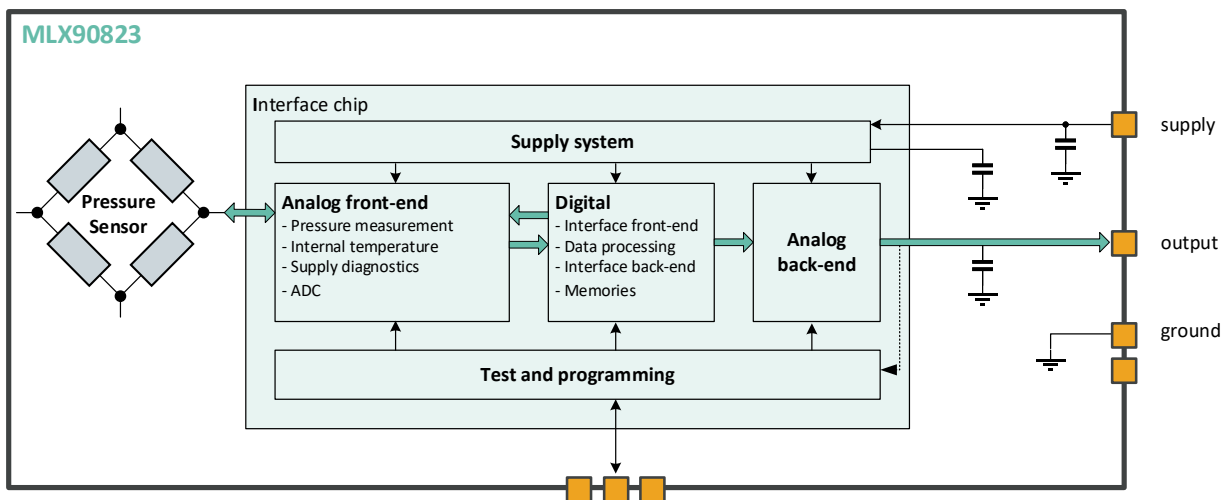 MLX90823
Interface chip
supply
Supply system
Pressure
Sensor
Analog front-end
- Pressure measurement
- Internal temperature
- Supply diagnostics
- ADC
Digital
- Interface front-end
- Data processing
- Interface back-end
- Memories
Analog
back-end
output
ground
Test and programming